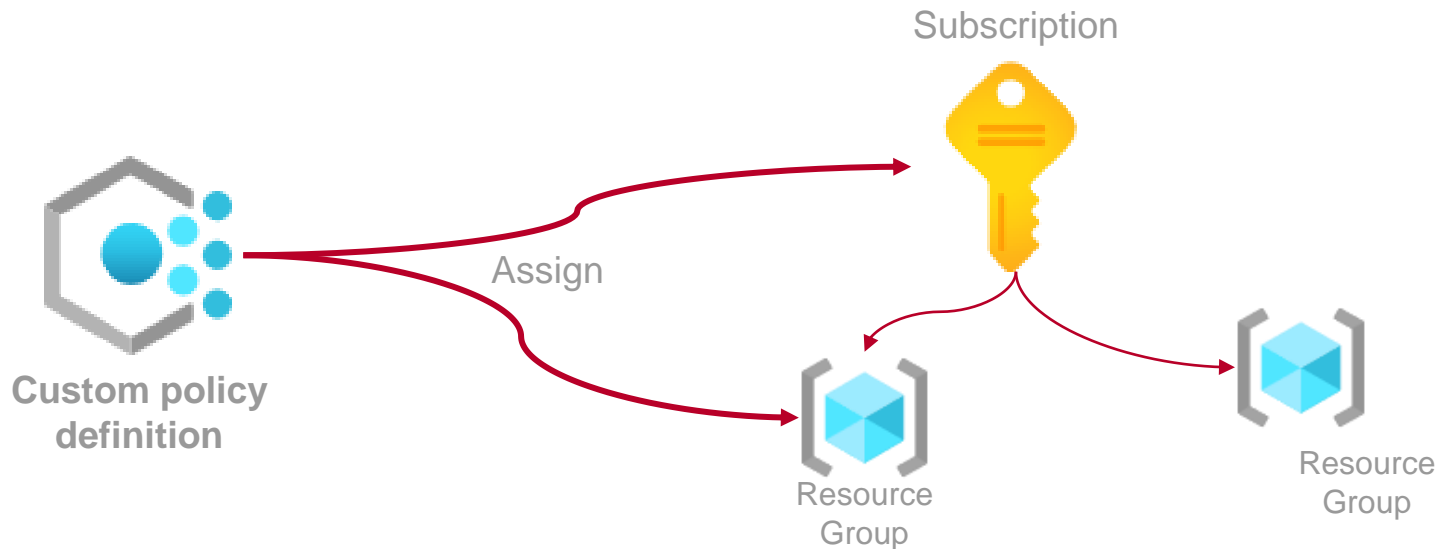 Subscription
Assign
Custom policy
definition
Resource
Group
Resource
Group